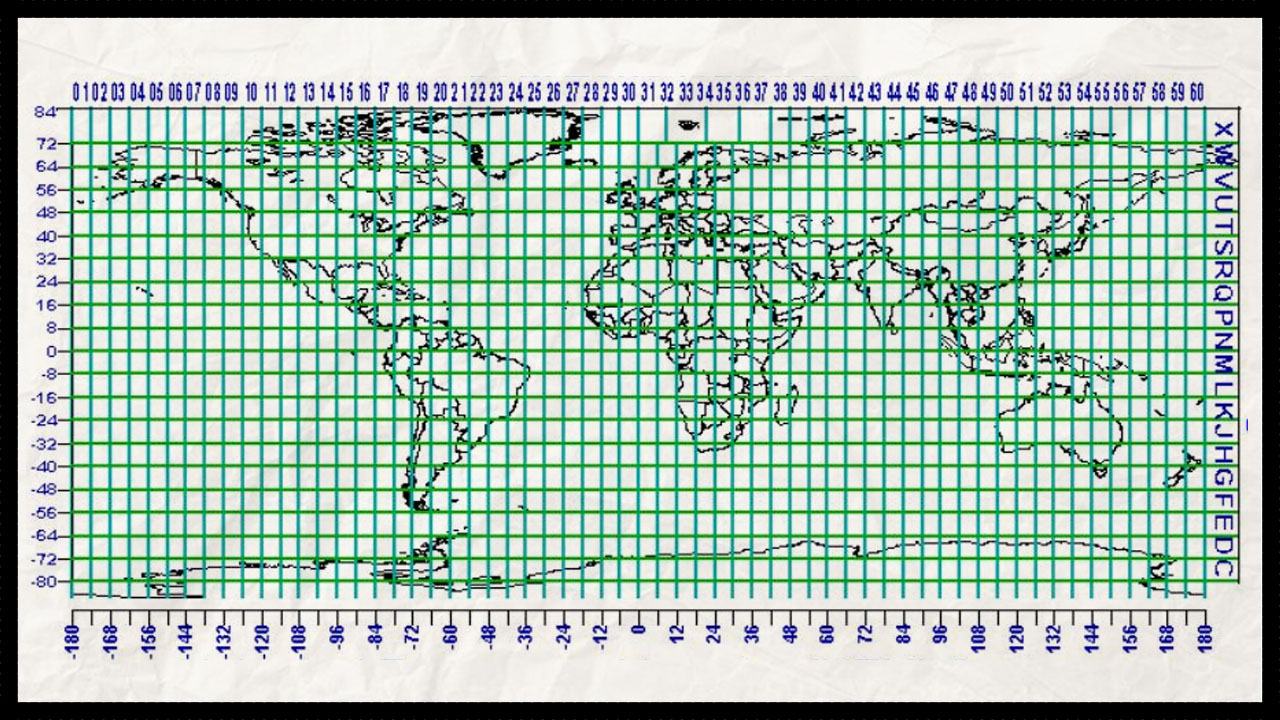 01 02 03 04 05 06 07 08 09 10 11 12 13 14 15 16 17 18 19 20 21 22 23 24 25 26 27 28 29 30 31 32 33 34 35 36 37 38 39 40 41 42 43 44 45 46 47 48 49 50 51 52 53 54 55 56 57 58 59 60
84
72
64
56
48
40
32
24
16
8
0
-8
-16
-24
-32
-40
-48
-56
-64
-72
-80
X
W
V
U
T
S
R
Q
P
N
M
L
K
J
H
G
F
E
D
C
-180 -168 -156 -144 -132 -120 -108 -96 -84 -72 -60 -48 -36 -24 -12 0 12 24 36 48 60 72 84 96 108 120 132 144 156 168 180